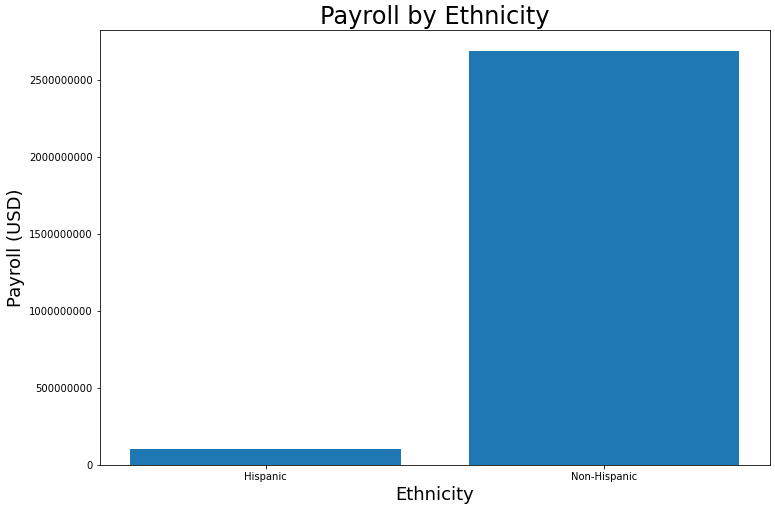 Payroll by Ethnicity
Payroll (USD)
2500000000
2000000000
1500000000
1000000000
500000000
0
Hispanic
Non-Hispanic
Ethnicity